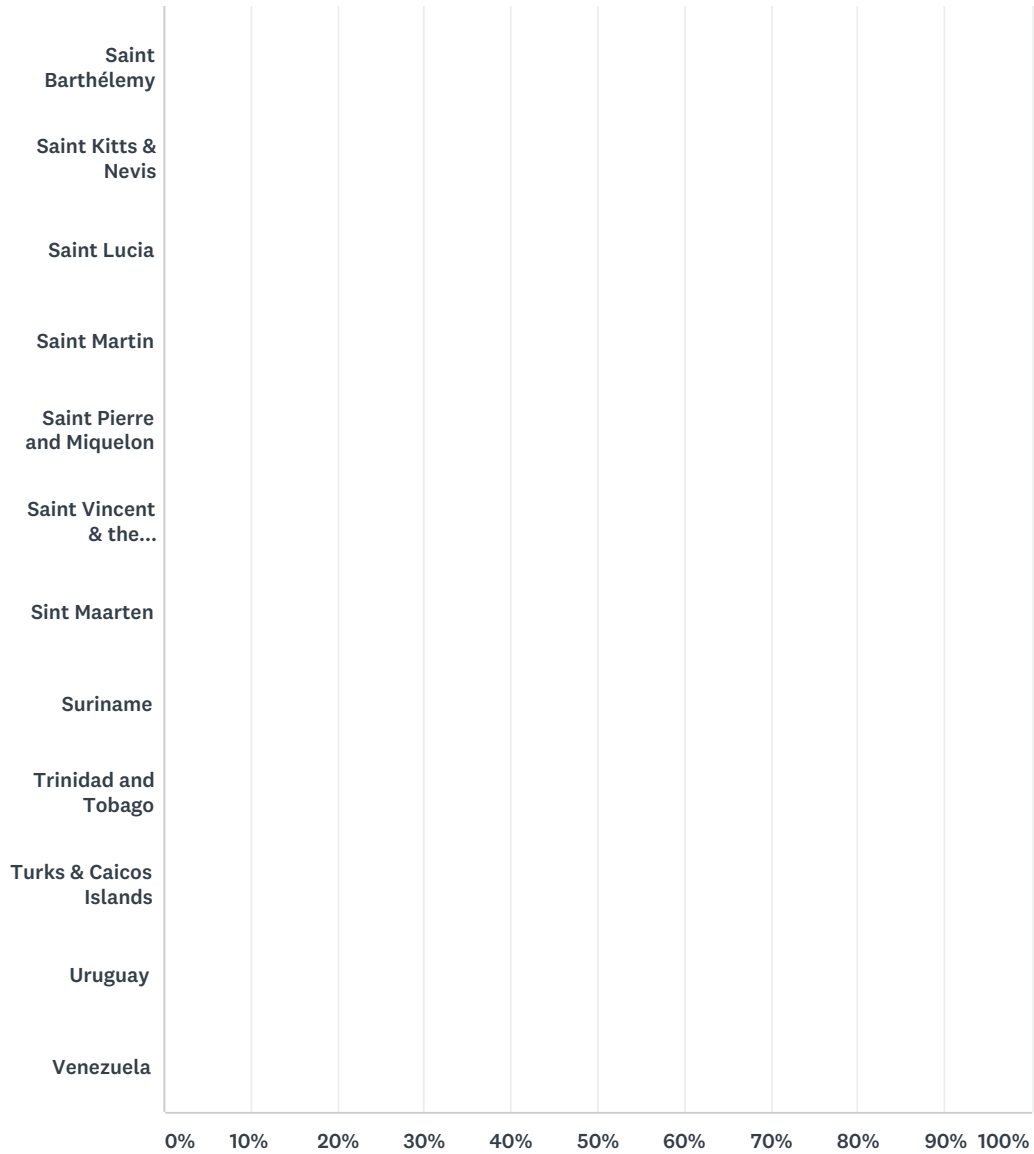 Saint
Barthélemy
Saint Kitts &
Nevis
Saint Lucia
Saint Martin
Saint Pierre
and Miquelon
Saint Vincent
& the...
Sint Maarten
Suriname
Trinidad and
Tobago
Turks & Caicos
Islands
Uruguay
Venezuela
0% 10% 20% 30% 40% 50% 60% 70% 80% 90% 100%